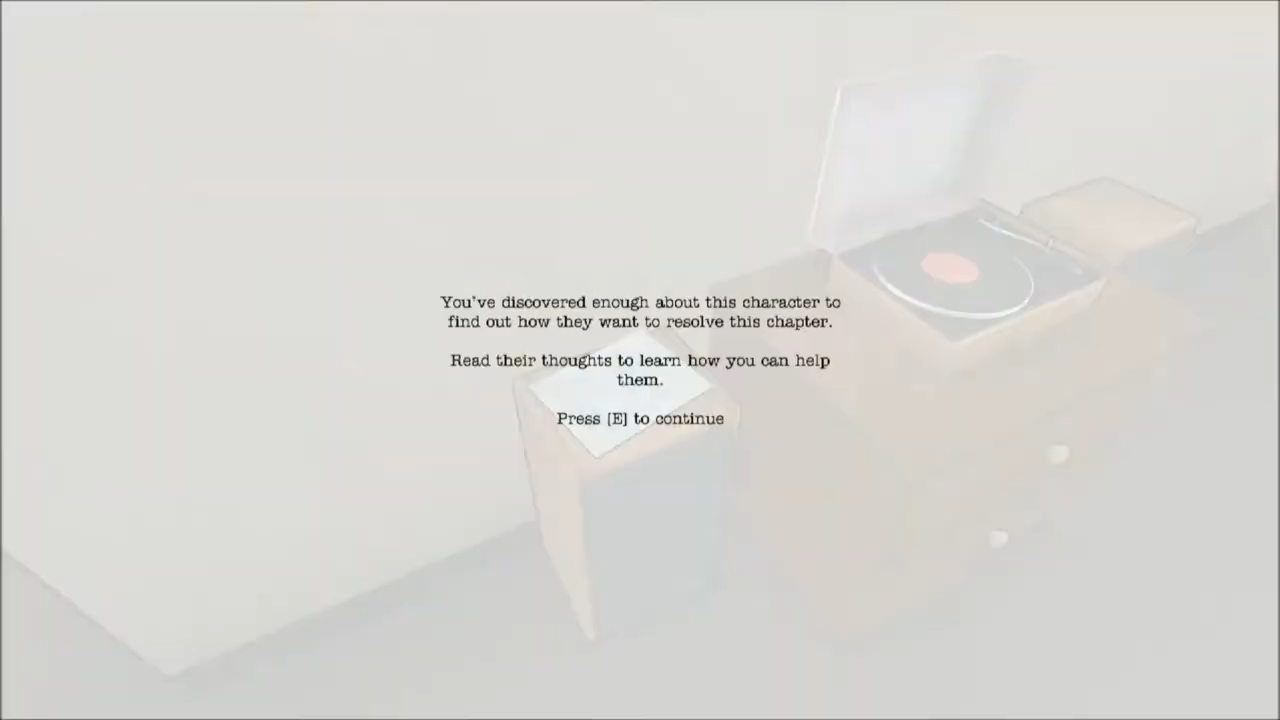 You've discovered enough about this character to
find out how they want to resolve this chapter.
Read their thoughts to learn how you can help
them.
Press [E] to continue